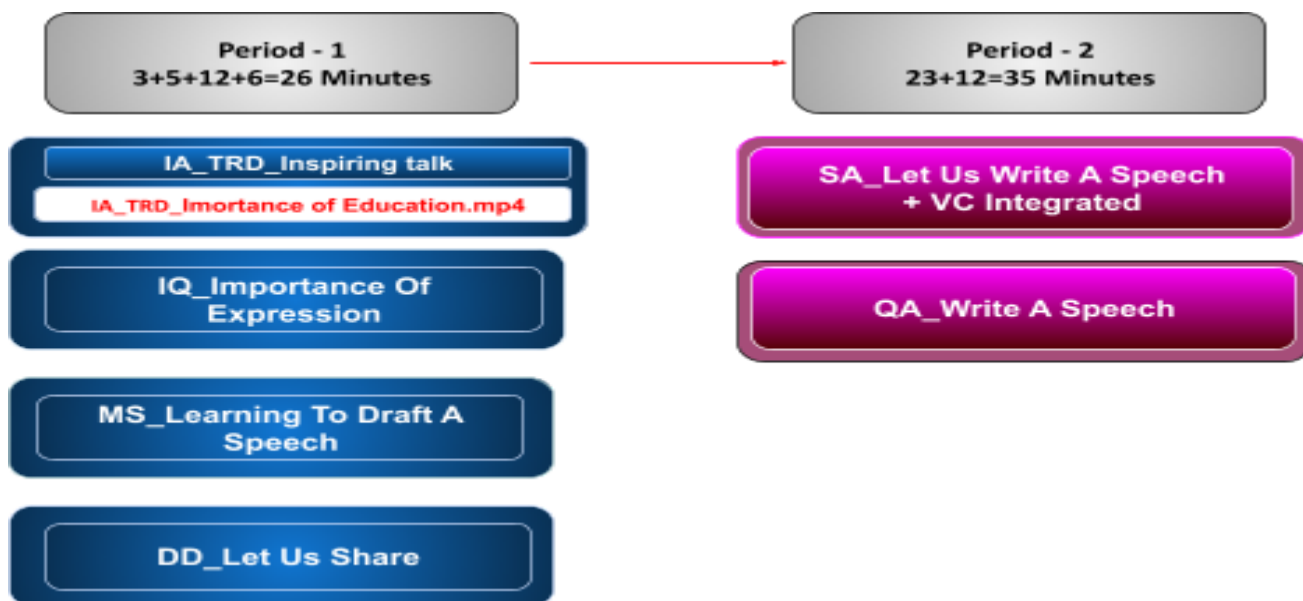 Period - 1
3+5+12+6=26 Minutes
IA_TRD_Inspiring talk
IA_TRD_Imortance of Education.mp4
IQ_Importance Of
Expression
MS_Learning To Draft A
Speech
DD_Let Us Share
Period - 2
23+12=35 Minutes
SA_Let Us Write A Speech
+ VC Integrated
QA_Write A Speech